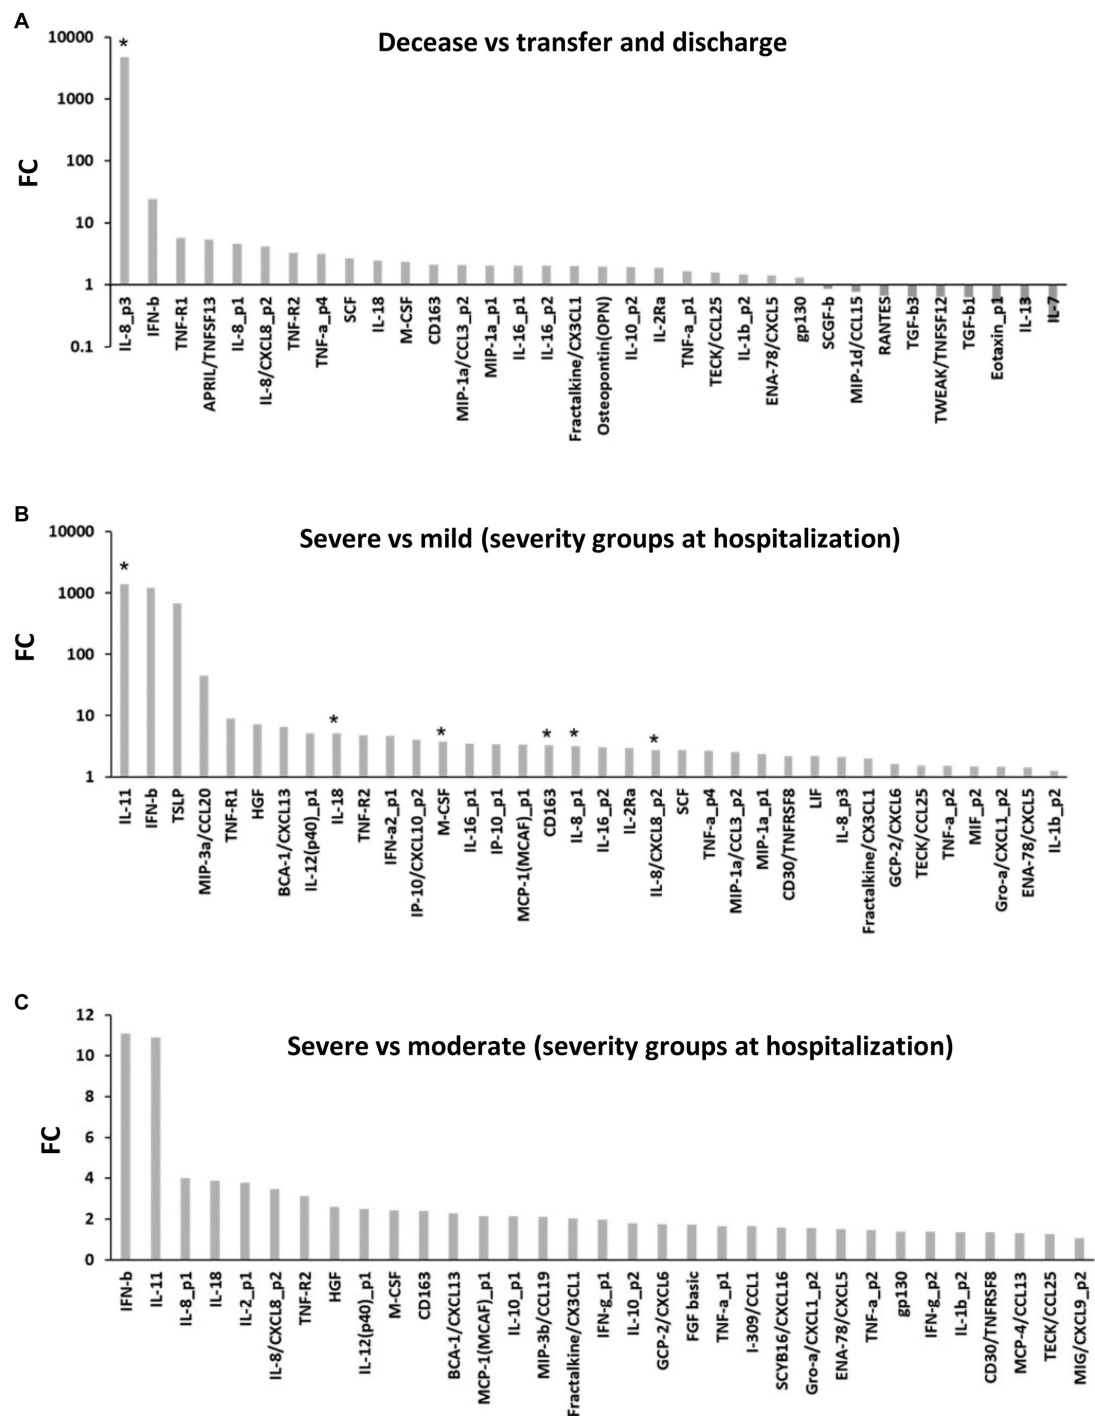 A
Decease vs transfer and discharge
FC
10000
1000
100
10
1
0.1
*
IL-8_p3
IFN-b
TNF-R1
APRIL/TNFSF13
IL-8_p1
IL-8/CXCL8_p2
TNF-R2
TNF-a_p4
SCF
IL-18
M-CSF
CD163
MIP-1a/CCL3_p2
MIP-1a_p1
IL-16_p1
IL-16_p2
Fractalkine/CX3CL1
Osteopontin(OPN)
IL-10_p2
IL-2Ra
TNF-a_p1
TECK/CCL25
IL-1b_p2
ENA-78/CXCL5
gp130
SCGF-b
MIP-1d/CCL15
RANTES
TGF-b3
TWEAK/TNFSF12
TGF-b1
Eotaxin_p1
IL-13
IL-7
B
Severe vs mild (severity groups at hospitalization)
FC
10000
1000
100
10
1
*
*
*
*
*
*
IL-11
IFN-b
TSLP
MIP-3a/CCL20
TNF-R1
HGF
BCA-1/CXCL13
IL-12(p40)_p1
IL-18
TNF-R2
IFN-a2_p1
IP-10/CXCL10_p2
M-CSF
IL-16_p1
IP-10_p1
MCP-1(MCAF)_p1
CD163
IL-8_p1
IL-16_p2
IL-2Ra
IL-8/CXCL8_p2
SCF
TNF-a_p4
MIP-1a/CCL3_p2
MIP-1a_p1
CD30/TNFRSF8
LIF
IL-8_p3
Fractalkine/CX3CL1
GCP-2/CXCL6
TECK/CCL25
TNF-a_p2
MIF_p2
Gro-a/CXCL1_p2
ENA-78/CXCL5
IL-1b_p2
C
Severe vs moderate (severity groups at hospitalization)
FC
12
10
8
6
4
2
0
IFN-b
IL-11
IL-8_p1
IL-18
IL-2_p1
IL-8/CXCL8_p2
TNF-R2
HGF
IL-12(p40)_p1
M-CSF
CD163
BCA-1/CXCL13
MCP-1(MCAF)_p1
IL-10_p1
MIP-3b/CCL19
Fractalkine/CX3CL1
IFN-g_p1
IL-10_p2
GCP-2/CXCL6
FGF basic
TNF-a_p1
I-309/CCL1
SCYB16/CXCL16
Gro-a/CXCL1_p2
ENA-78/CXCL5
TNF-a_p2
gp130
IFN-g_p2
IL-1b_p2
CD30/TNFRSF8
MCP-4/CCL13
TECK/CCL25
MIG/CXCL9_p2